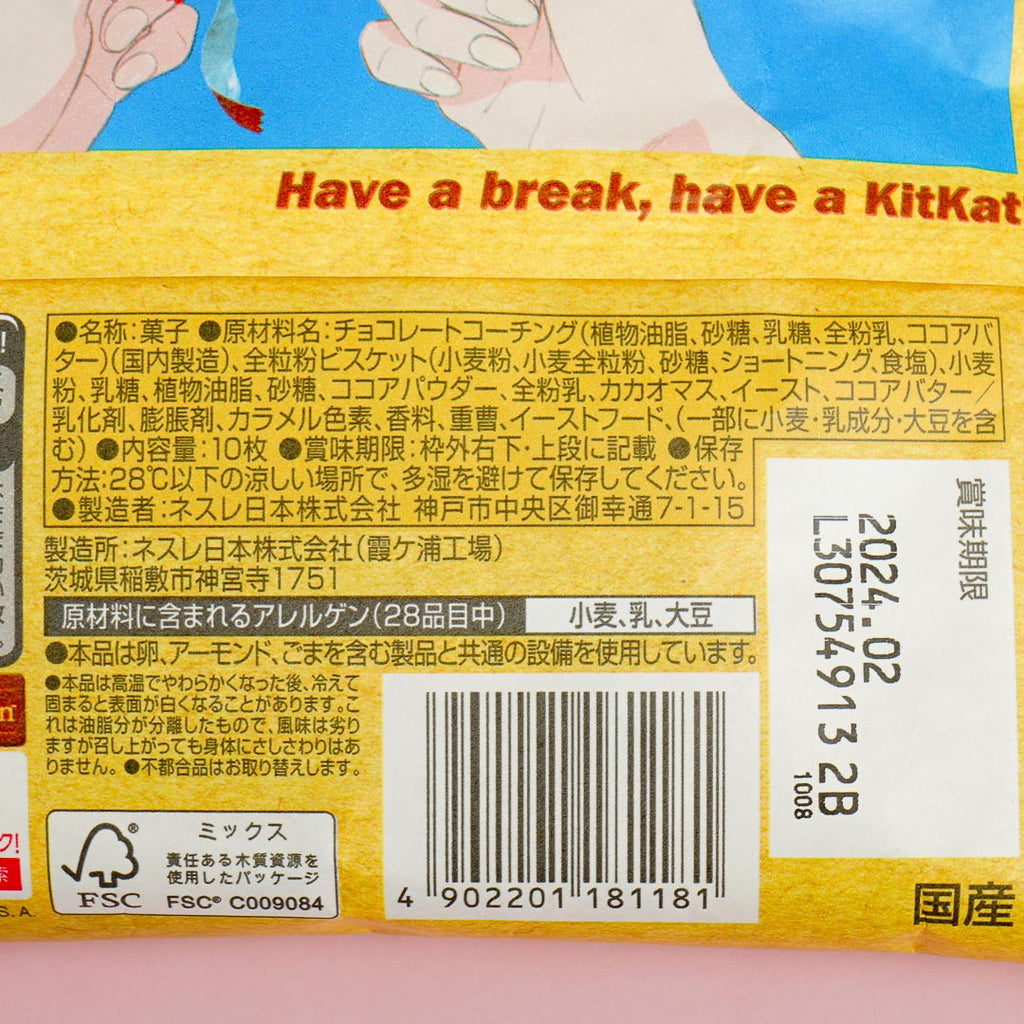 Have a break, have a KitKat
●名称：菓子 ●原材料名：チョコレートコーチング（植物油脂、砂糖、乳糖、全粉乳、ココアバ
ター）（国内製造）、全粒粉ビスケット（小麦粉、小麦全粒粉、砂糖、ショートニング、食塩）、小麦
粉、乳糖、植物油脂、砂糖、ココアパウダー、全粉乳、カカオマス、イースト、ココアバター／
乳化剤、膨脹剤、カラメル色素、香料、重曹、イーストフード、（一部に小麦・乳成分・大豆を含
む） ●内容量：10枚 ●賞味期限：枠外右下・上段に記載 ●保存
方法：28℃以下の涼しい場所で、多湿を避けて保存してください。
●製造者：ネスレ日本株式会社 神戸市中央区御幸通7-1-15
製造所：ネスレ日本株式会社（霞ケ浦工場）
茨城県稲敷市神宮寺1751
原材料に含まれるアレルゲン（28品目中） 小麦、乳、大豆
●本品は卵、アーモンド、ごまを含む製品と共通の設備を使用しています。
●本品は高温でやわらかくなった後、冷えて
固まると表面が白くなることがあります。こ
れは油脂分が分離したもので、風味は劣り
ますが召し上がっても身体にさしさわりはあ
りません。 ●不都合品はお取り替えします。
FSC
ミックス
責任ある木質資源を
使用したパッケージ
FSC® C009084
4 902201 181181
賞味期限
2024.02
L30754913 2B
1008
国産
S.A.